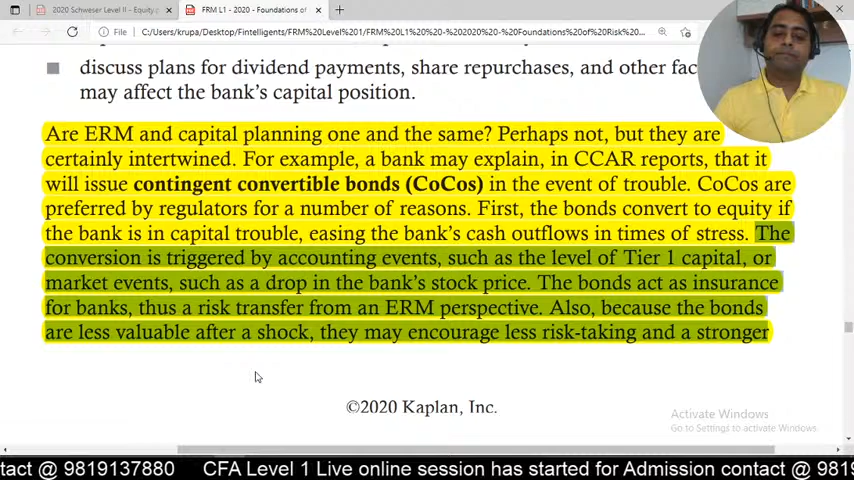 2020 Schweser Level II - Equity
FRM L1 - 2020 - Foundations of
File
C:/Users/krupa/Desktop/Fintelligents/FRM%20Level%201/FRM%20L1%20%20-%202020%20-%20Foundations%20of%20Risk%20M...
discuss plans for dividend payments, share repurchases, and other fac
may affect the bank's capital position.
Are ERM and capital planning one and the same? Perhaps not, but they are
certainly intertwined. For example, a bank may explain, in CCAR reports, that it
will issue contingent convertible bonds (CoCos) in the event of trouble. CoCos are
preferred by regulators for a number of reasons. First, the bonds convert to equity if
the bank is in capital trouble, easing the bank's cash outflows in times of stress. The
conversion is triggered by accounting events, such as the level of Tier 1 capital, or
market events, such as a drop in the bank's stock price. The bonds act as insurance
for banks, thus a risk transfer from an ERM perspective. Also, because the bonds
are less valuable after a shock, they may encourage less risk-taking and a stronger
©2020 Kaplan, Inc.
Activate Windows
Go to Settings to activate Windows.
tact @ 9819137880 CFA Level 1 Live online session has started for Admission contact @ 9819